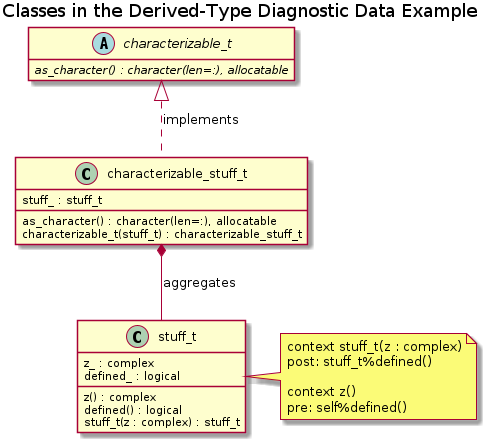 Classes in the Derived-Type Diagnostic Data Example
A characterizable_t
as_character() : character(len=:), allocatable
implements
C characterizable_stuff_t
stuff_ : stuff_t
as_character() : character(len=:), allocatable
characterizable_t(stuff_t) : characterizable_stuff_t
aggregates
C stuff_t
z_ : complex
defined_ : logical
z() : complex
defined() : logical
stuff_t(z : complex) : stuff_t
context stuff_t(z : complex)
post: stuff_t%defined()
context z()
pre: self%defined()